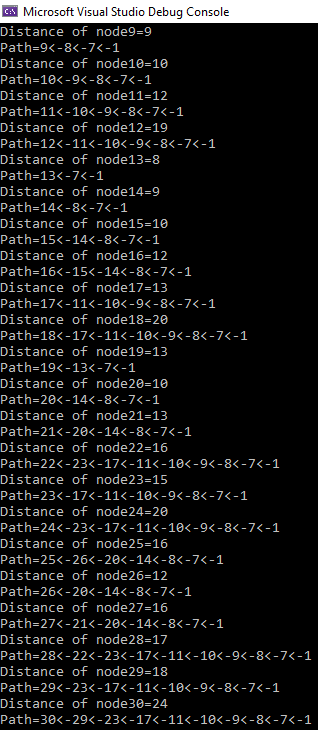 Microsoft Visual Studio Debug Console
Distance of node9=9
Path=9<-8<-7<-1
Distance of node10=10
Path=10<-9<-8<-7<-1
Distance of node11=12
Path=11<-10<-9<-8<-7<-1
Distance of node12=19
Path=12<-11<-10<-9<-8<-7<-1
Distance of node13=8
Path=13<-7<-1
Distance of node14=9
Path=14<-8<-7<-1
Distance of node15=10
Path=15<-14<-8<-7<-1
Distance of node16=12
Path=16<-15<-14<-8<-7<-1
Distance of node17=13
Path=17<-11<-10<-9<-8<-7<-1
Distance of node18=20
Path=18<-17<-11<-10<-9<-8<-7<-1
Distance of node19=13
Path=19<-13<-7<-1
Distance of node20=10
Path=20<-14<-8<-7<-1
Distance of node21=13
Path=21<-20<-14<-8<-7<-1
Distance of node22=16
Path=22<-23<-17<-11<-10<-9<-8<-7<-1
Distance of node23=15
Path=23<-17<-11<-10<-9<-8<-7<-1
Distance of node24=20
Path=24<-23<-17<-11<-10<-9<-8<-7<-1
Distance of node25=16
Path=25<-26<-20<-14<-8<-7<-1
Distance of node26=12
Path=26<-20<-14<-8<-7<-1
Distance of node27=16
Path=27<-21<-20<-14<-8<-7<-1
Distance of node28=17
Path=28<-22<-23<-17<-11<-10<-9<-8<-7<-1
Distance of node29=18
Path=29<-23<-17<-11<-10<-9<-8<-7<-1
Distance of node30=24
Path=30<-29<-23<-17<-11<-10<-9<-8<-7<-1